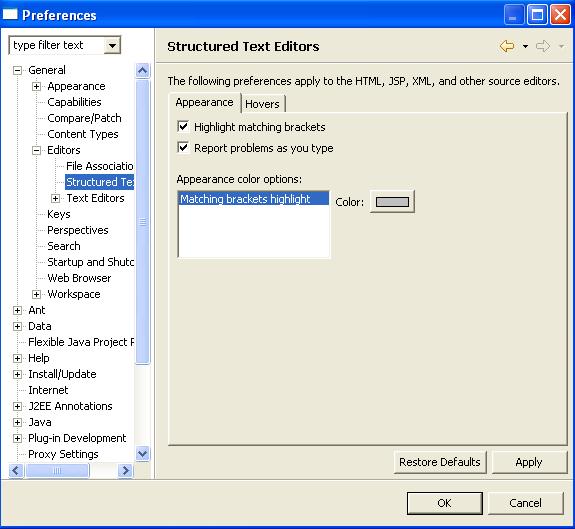 Preferences
type filter text
General
Appearance
Capabilities
Compare/Patch
Content Types
Editors
File Associatio
Structured Te
Text Editors
Keys
Perspectives
Search
Startup and Shutc
Web Browser
Workspace
Ant
Data
Flexible Java Project F
Help
Install/Update
Internet
J2EE Annotations
Java
Plug-in Development
Proxy Settings
Structured Text Editors
The following preferences apply to the HTML, JSP, XML, and other source editors.
Appearance Hovers
Highlight matching brackets
Report problems as you type
Appearance color options:
Matching brackets highlight
Color:
Restore Defaults Apply
OK Cancel